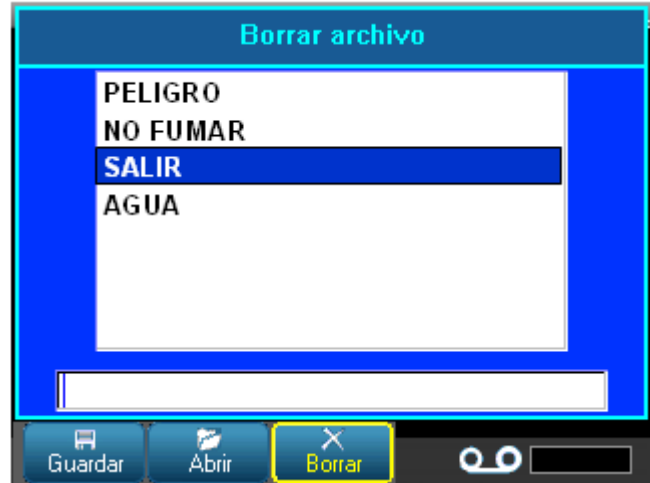 Borrar archivo
PELIGRO
NO FUMAR
SALIR
AGUA
Guardar
Abrir
Borrar